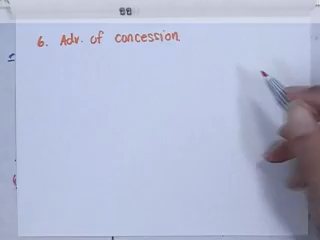 6. Adv. of concession